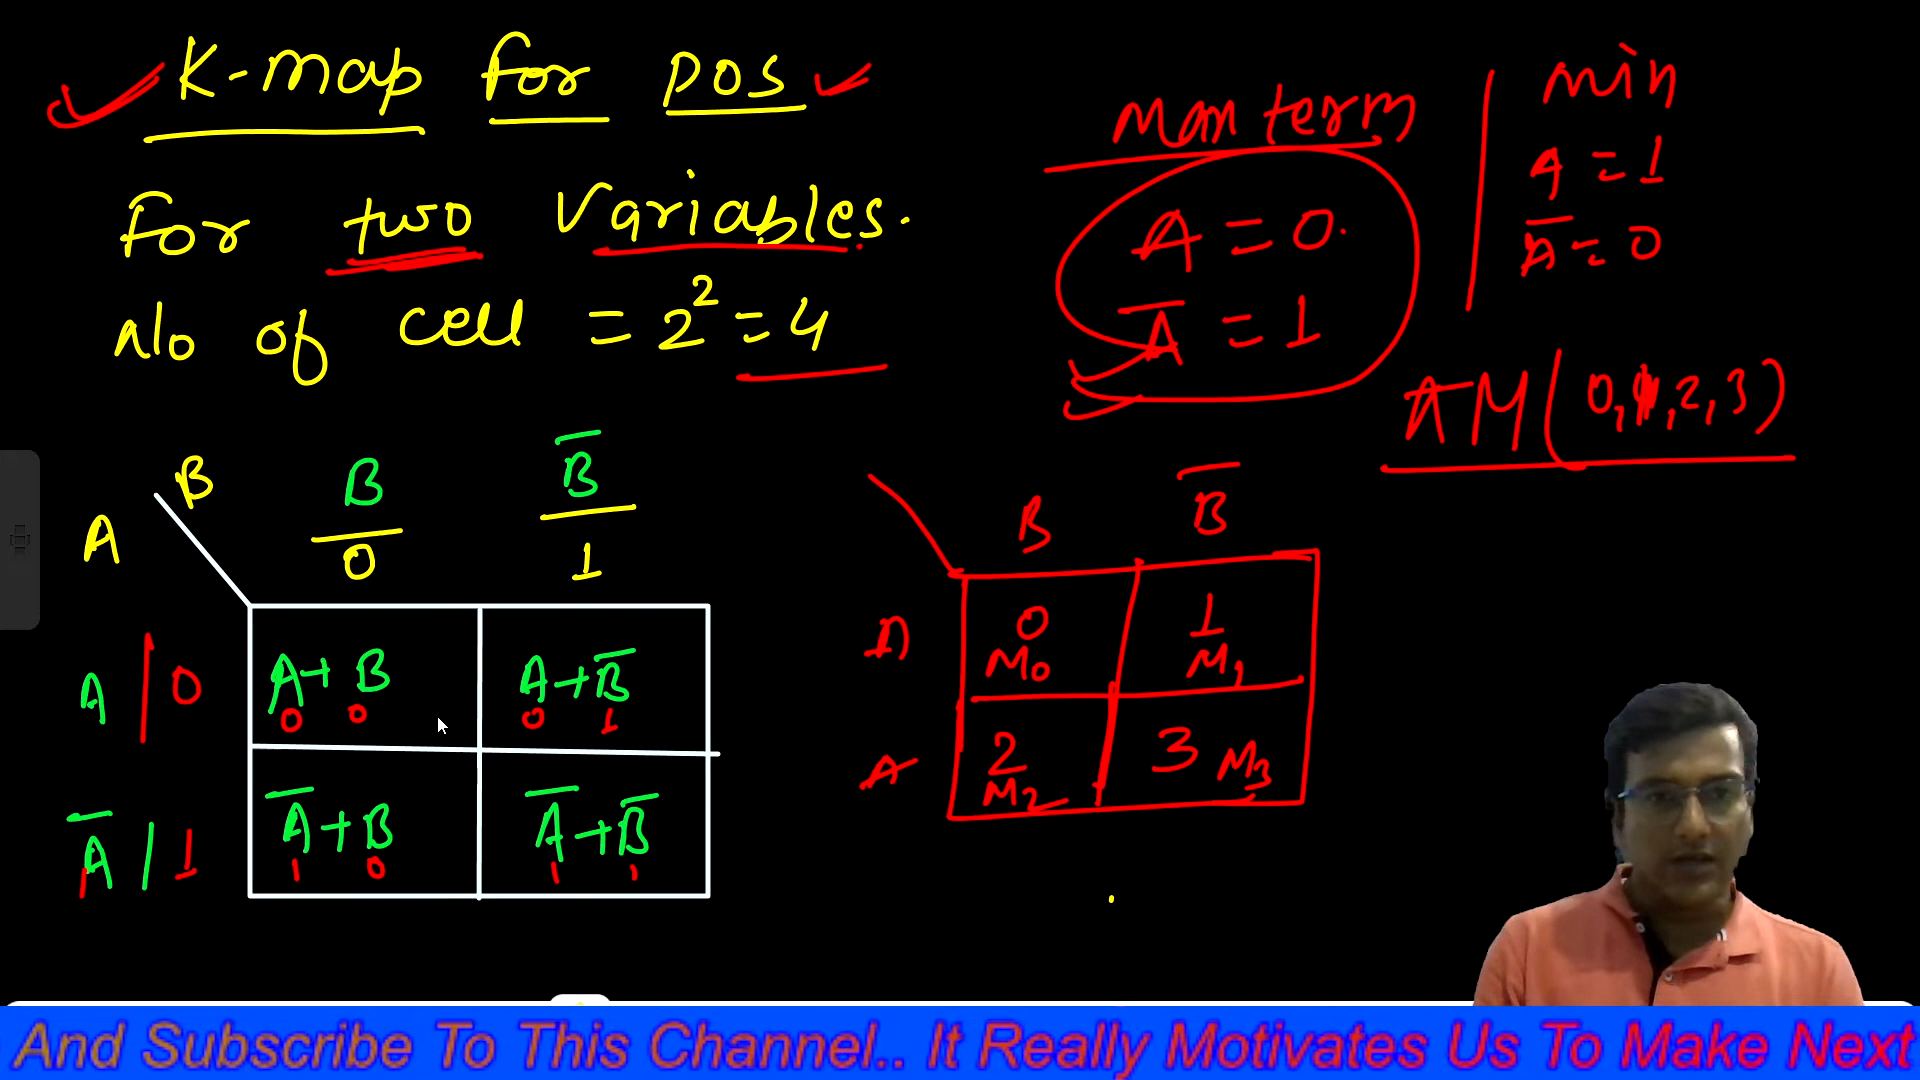 K-map for POS
for two variables.
No of cell = 2² = 4
Max term
A = 0
A̅ = 1
min
A = 1
A̅ = 0
πM(0,1,2,3)
B
A
B B̅
0 1
A | 0
A+B A+B̅
0 0 0 1
A̅ | 1
A̅+B A̅+B̅
1 0 1 1
B B̅
A
0 1
M0 M1
A
2 3
M2 M3
And Subscribe To This Channel.. It Really Motivates Us To Make Next